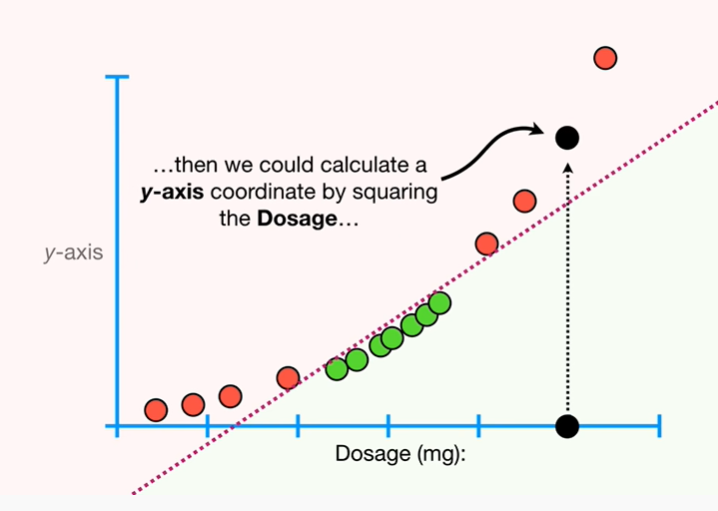 …then we could calculate a
y-axis coordinate by squaring
the Dosage…
y-axis
Dosage (mg):